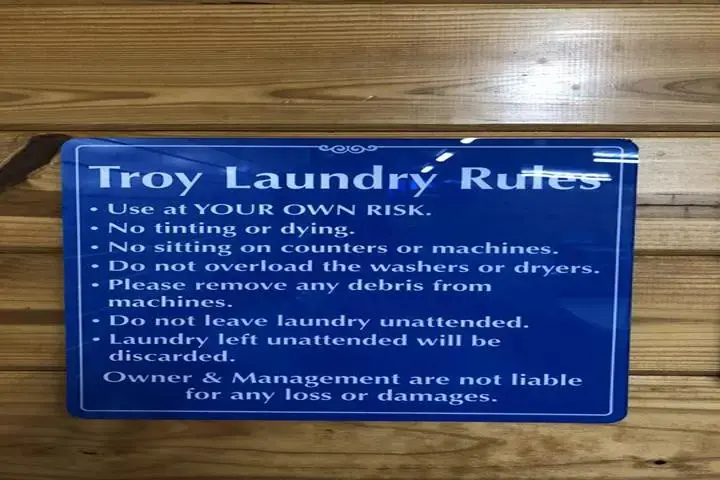 Troy Laundry Rules
• Use at YOUR OWN RISK.
• No tinting or dying.
• No sitting on counters or machines.
• Do not overload the washers or dryers.
• Please remove any debris from
machines.
• Do not leave laundry unattended.
• Laundry left unattended will be
discarded.
Owner & Management are not liable
for any loss or damages.